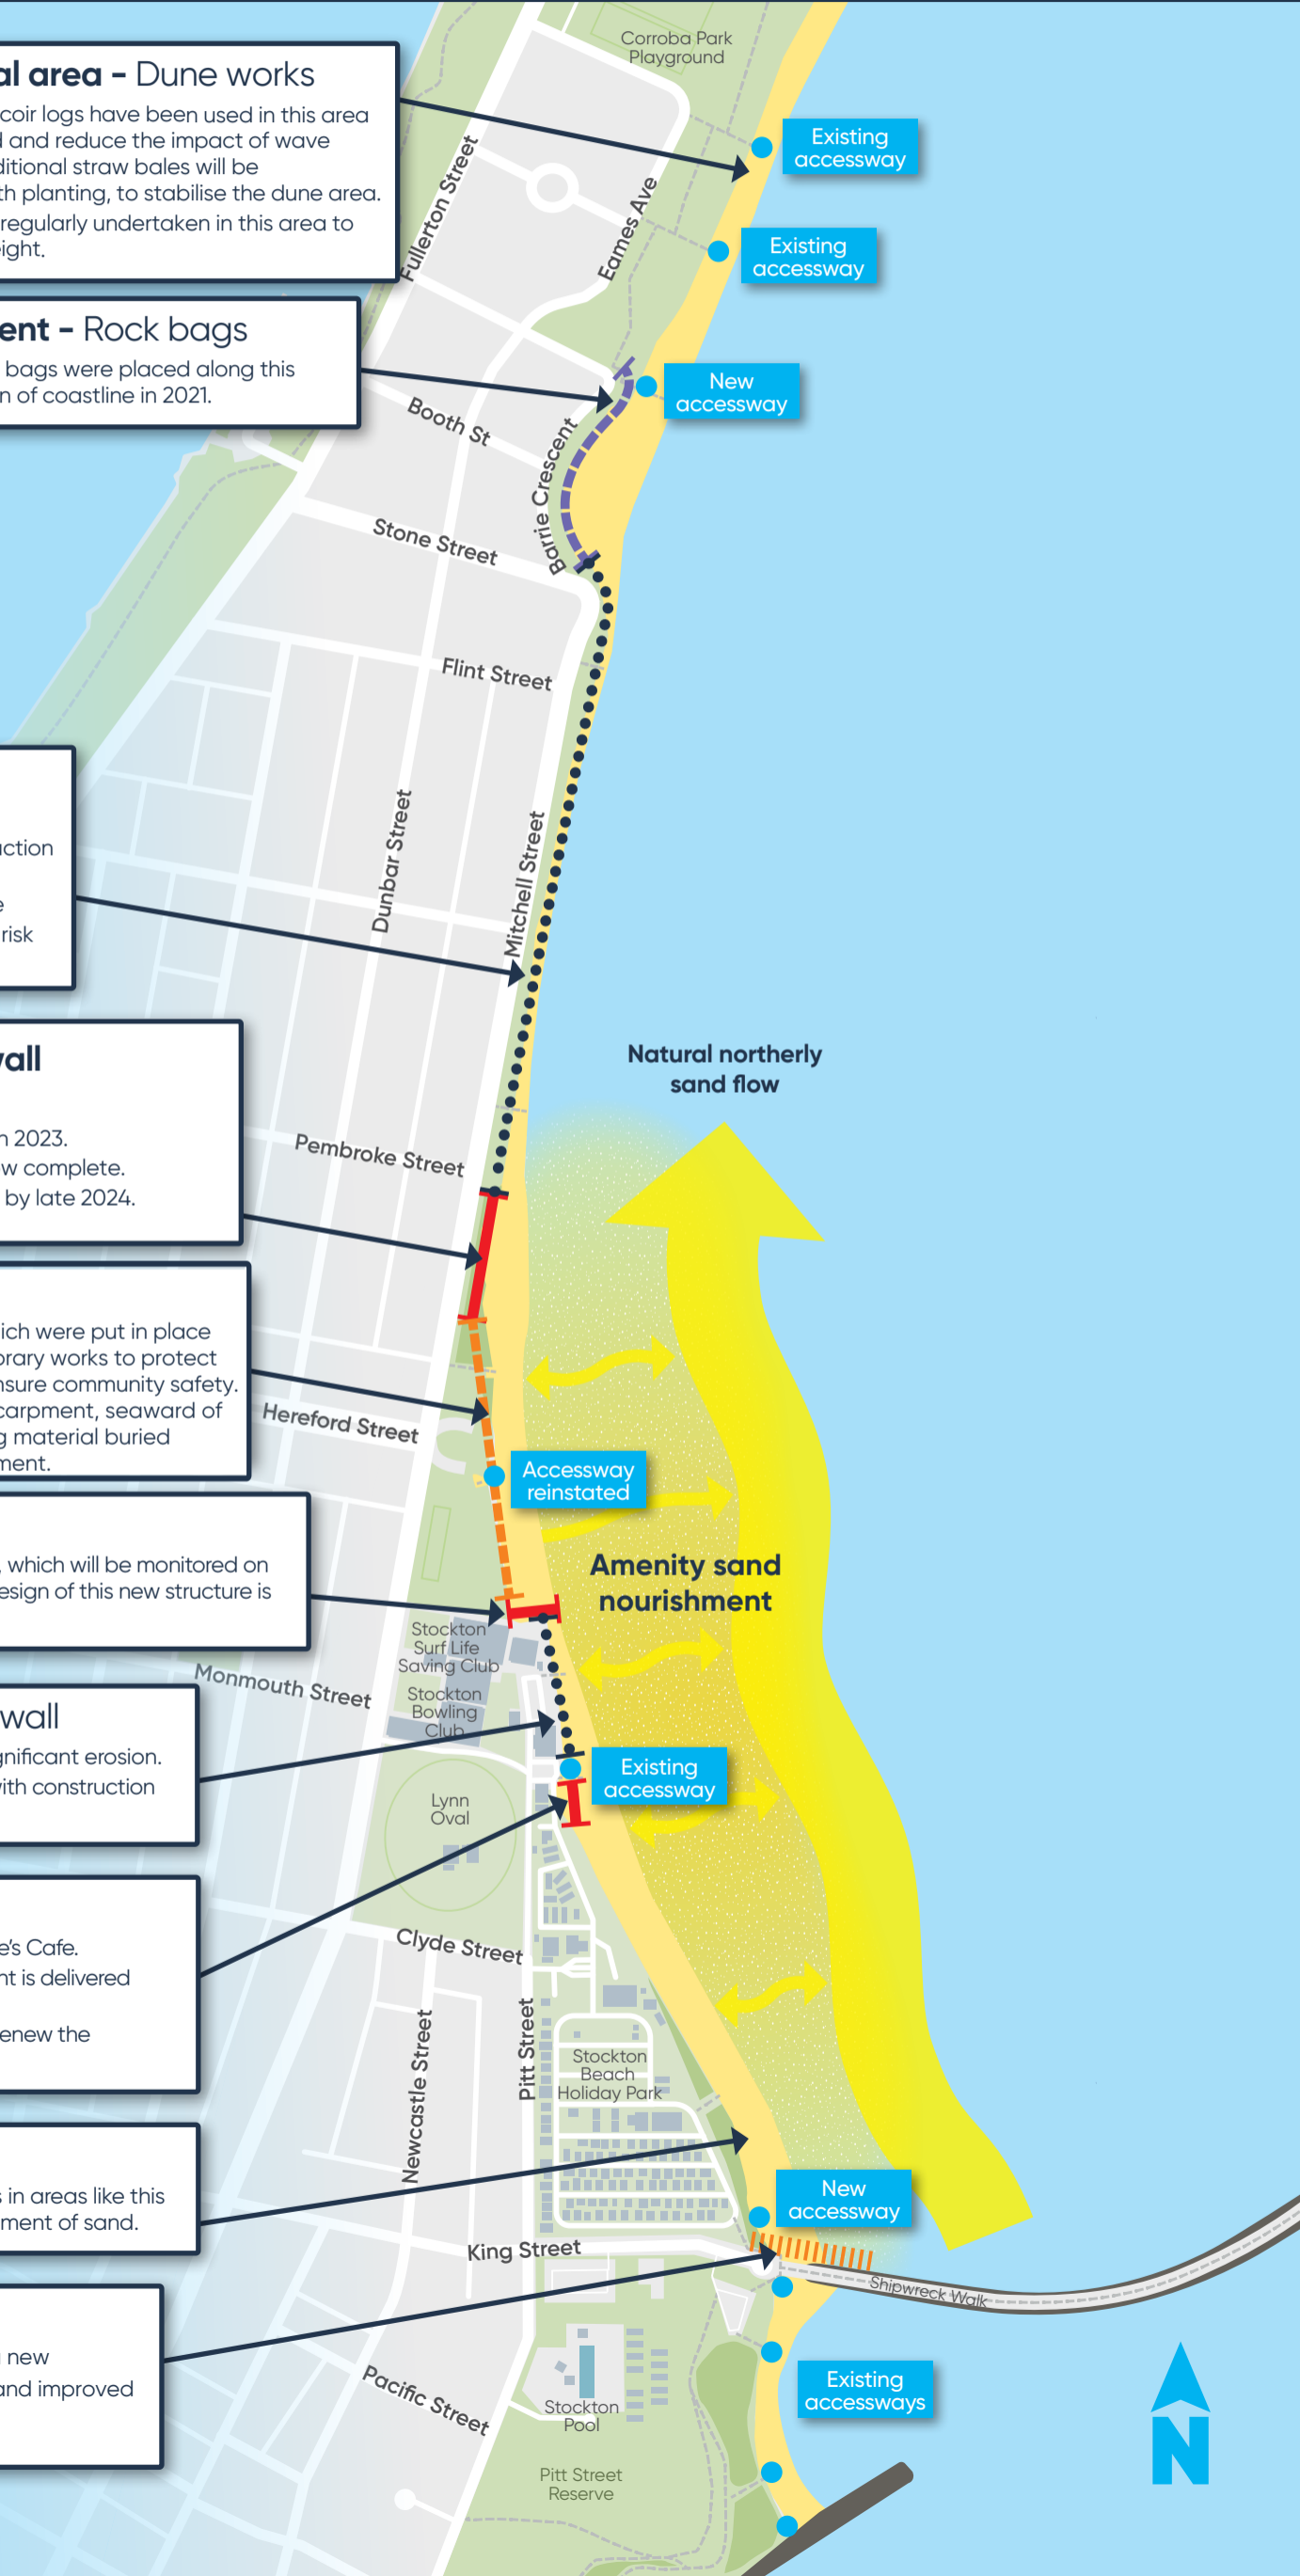 Corroba Park
Playground
al area - Dune works
coir logs have been used in this area
d and reduce the impact of wave
ditional straw bales will be
th planting, to stabilise the dune area.
regularly undertaken in this area to
eight.
Existing
accessway
Fullerton Street
Eames Ave
Existing
accessway
ent - Rock bags
bags were placed along this
n of coastline in 2021.
New
accessway
Booth St
Barrie Crescent
Stone Street
Flint Street
Dunbar Street
Mitchell Street
uction
e
risk
Natural northerly
sand flow
wall
n 2023.
w complete.
by late 2024.
Pembroke Street
ich were put in place
orary works to protect
nsure community safety.
carpment, seaward of
g material buried
ment.
Hereford Street
Accessway
reinstated
, which will be monitored on
esign of this new structure is
Amenity sand
nourishment
Stockton
Surf Life
Saving Club
Monmouth Street
Stockton
Bowling
Club
wall
gnificant erosion.
with construction
Existing
accessway
Lynn
Oval
e's Cafe.
nt is delivered
enew the
Clyde Street
Newcastle Street
Pitt Street
Stockton
Beach
Holiday Park
s in areas like this
ment of sand.
New
accessway
King Street
Shipwreck Walk
new
and improved
Pacific Street
Existing
accessways
Stockton
Pool
Pitt Street
Reserve
N